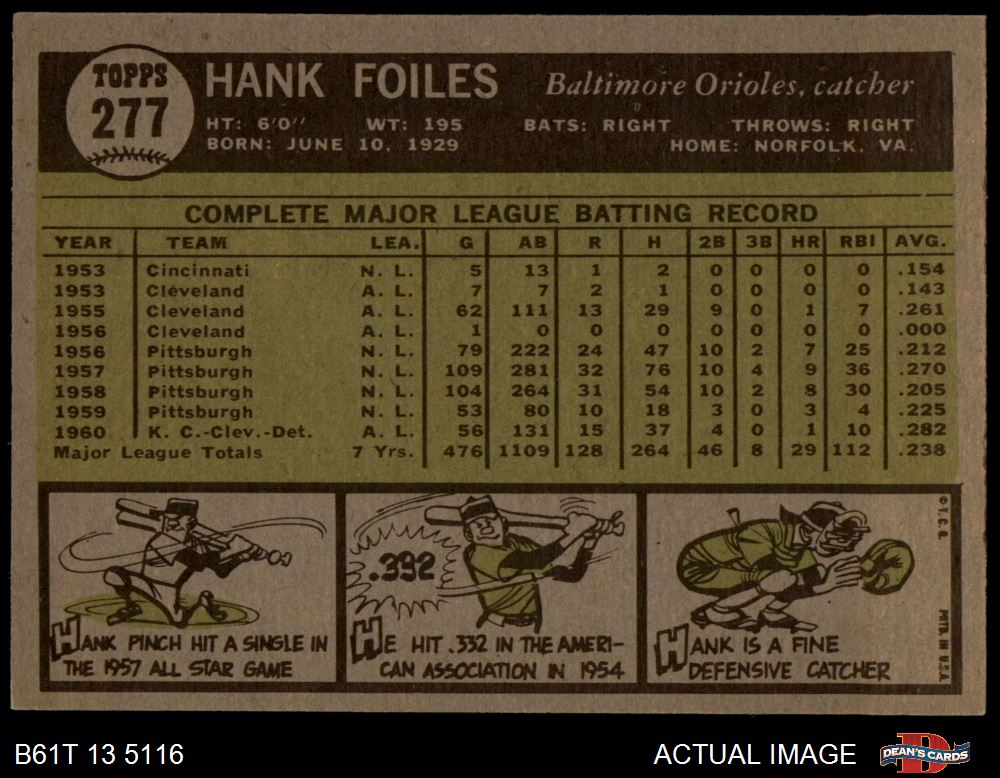 TOPPS
277
HANK FOILES Baltimore Orioles, catcher
HT: 6'0" WT: 195 BATS: RIGHT THROWS: RIGHT
BORN: JUNE 10, 1929 HOME: NORFOLK, VA.
COMPLETE MAJOR LEAGUE BATTING RECORD
YEAR TEAM LEA. G AB R H 2B 3B HR RBI AVG.
1953 Cincinnati N. L. 5 13 1 2 0 0 0 0 .154
1953 Cleveland A. L. 7 7 2 1 0 0 0 0 .143
1955 Cleveland A. L. 62 111 13 29 9 0 1 7 .261
1956 Cleveland A. L. 1 0 0 0 0 0 0 0 .000
1956 Pittsburgh N. L. 79 222 24 47 10 2 7 25 .212
1957 Pittsburgh N. L. 109 281 32 76 10 4 9 36 .270
1958 Pittsburgh N. L. 104 264 31 54 10 2 8 30 .205
1959 Pittsburgh N. L. 53 80 10 18 3 0 3 4 .225
1960 K. C.-Clev.-Det. A. L. 56 131 15 37 4 0 1 10 .282
Major League Totals 7 Yrs. 476 1109 128 264 46 8 29 112 .238
HANK PINCH HIT A SINGLE IN
THE 1957 ALL STAR GAME
.332
HE HIT .332 IN THE AMERI-
CAN ASSOCIATION IN 1954
HANK IS A FINE
DEFENSIVE CATCHER
© T. C. G.
PRTD. IN U.S.A.
B61T 13 5116 ACTUAL IMAGE DEAN'S CARDS